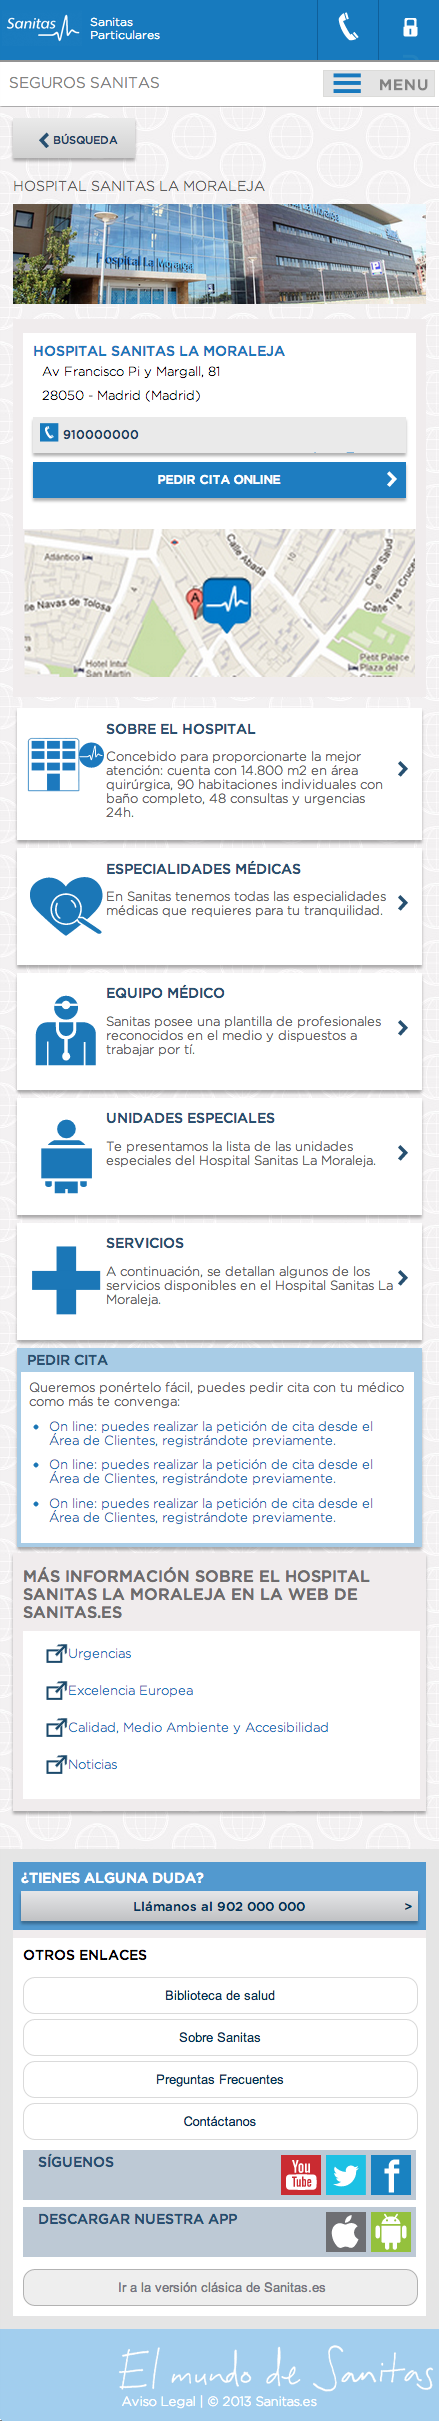 Sanitas
Sanitas
Particulares
SEGUROS SANITAS
MENU
BÚSQUEDA
HOSPITAL SANITAS LA MORALEJA
Hospital La Moraleja
HOSPITAL SANITAS LA MORALEJA
Av Francisco Pi y Margall, 81
28050 - Madrid (Madrid)
910000000
PEDIR CITA ONLINE
Atlántico
Calle Abada
Calle Salud
Tres Cruces
de Navas de Tolosa
A
Calle
Hotel Intur
San Martin
Petit Palace
Plaza del
SOBRE EL HOSPITAL
Concebido para proporcionarte la mejor
atención: cuenta con 14.800 m2 en área
quirúrgica, 90 habitaciones individuales con
baño completo, 48 consultas y urgencias
24h.
ESPECIALIDADES MÉDICAS
En Sanitas tenemos todas las especialidades
médicas que requieres para tu tranquilidad.
EQUIPO MÉDICO
Sanitas posee una plantilla de profesionales
reconocidos en el medio y dispuestos a
trabajar por tí.
UNIDADES ESPECIALES
Te presentamos la lista de las unidades
especiales del Hospital Sanitas La Moraleja.
SERVICIOS
A continuación, se detallan algunos de los
servicios disponibles en el Hospital Sanitas La
Moraleja.
PEDIR CITA
Queremos ponértelo fácil, puedes pedir cita con tu médico
como más te convenga:
• On line: puedes realizar la petición de cita desde el
Área de Clientes, registrándote previamente.
• On line: puedes realizar la petición de cita desde el
Área de Clientes, registrándote previamente.
• On line: puedes realizar la petición de cita desde el
Área de Clientes, registrándote previamente.
MÁS INFORMACIÓN SOBRE EL HOSPITAL
SANITAS LA MORALEJA EN LA WEB DE
SANITAS.ES
Urgencias
Excelencia Europea
Calidad, Medio Ambiente y Accesibilidad
Noticias
¿TIENES ALGUNA DUDA?
Llámanos al 902 000 000 >
OTROS ENLACES
Biblioteca de salud
Sobre Sanitas
Preguntas Frecuentes
Contáctanos
SÍGUENOS
You
Tube
DESCARGAR NUESTRA APP
Ir a la versión clásica de Sanitas.es
El mundo de Sanitas
Aviso Legal | © 2013 Sanitas.es